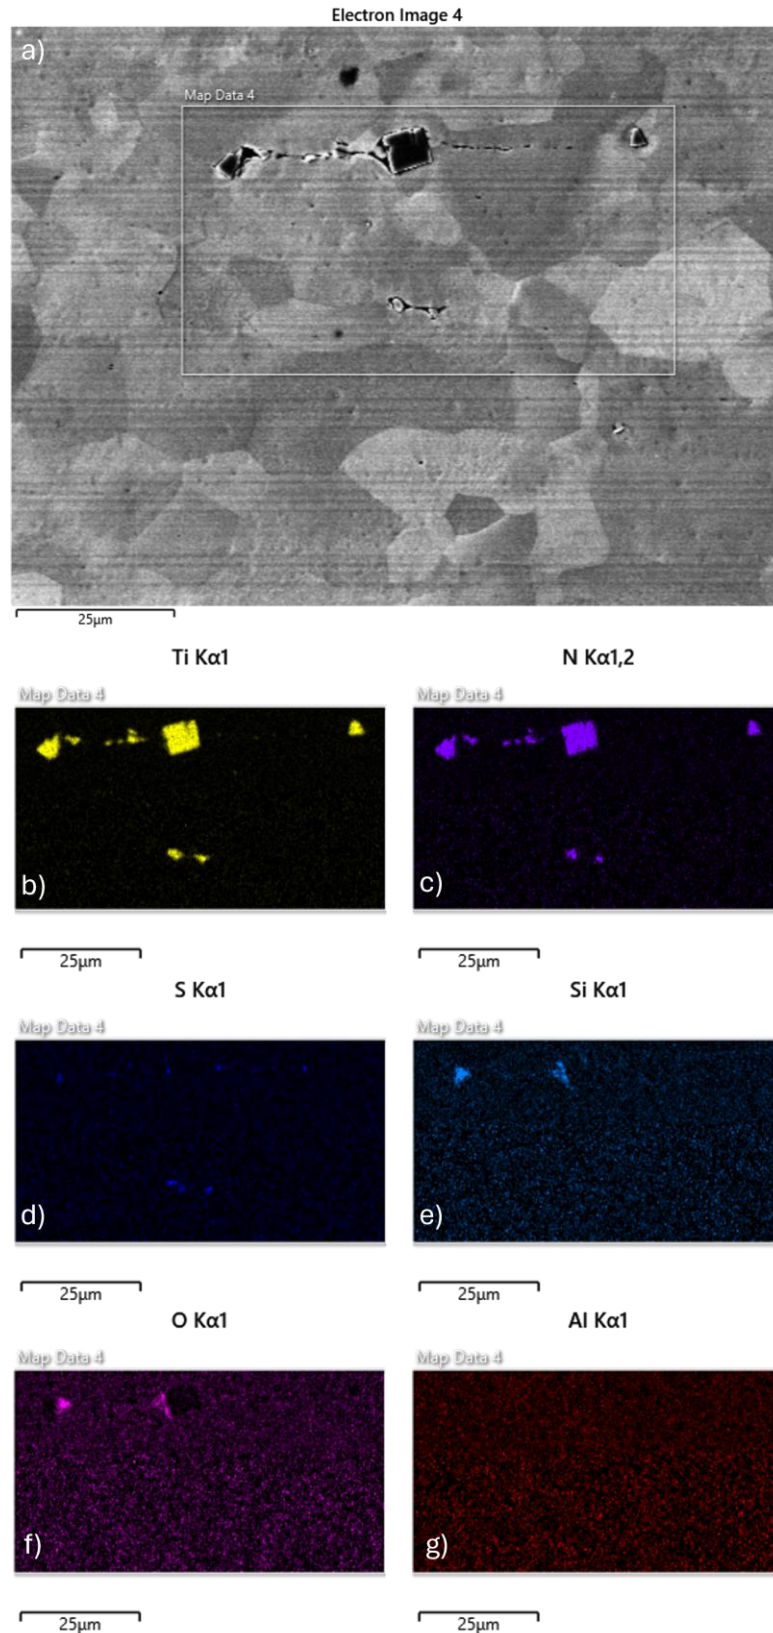 Electron Image 4
a)
Map Data 4
25μm
Ti Kα1
N Kα1,2
Map Data 4
Map Data 4
b)
c)
25μm
25μm
S Kα1
Si Kα1
Map Data 4
Map Data 4
d)
e)
25μm
25μm
O Kα1
Al Kα1
Map Data 4
Map Data 4
f)
g)
25μm
25μm